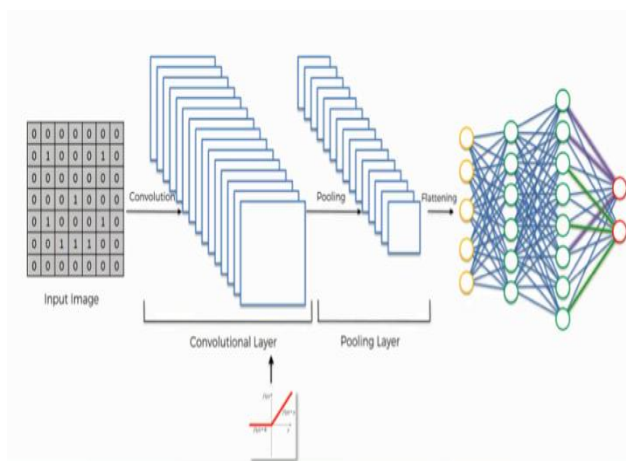 0 0 0 0 0 0 0
0 1 0 0 0 1 0
0 0 0 0 0 0 0
0 0 0 1 0 0 0
0 1 0 0 0 1 0
0 0 1 1 1 0 0
0 0 0 0 0 0 0
Input Image
Convolution
Pooling
Flattening
Convolutional Layer
Pooling Layer